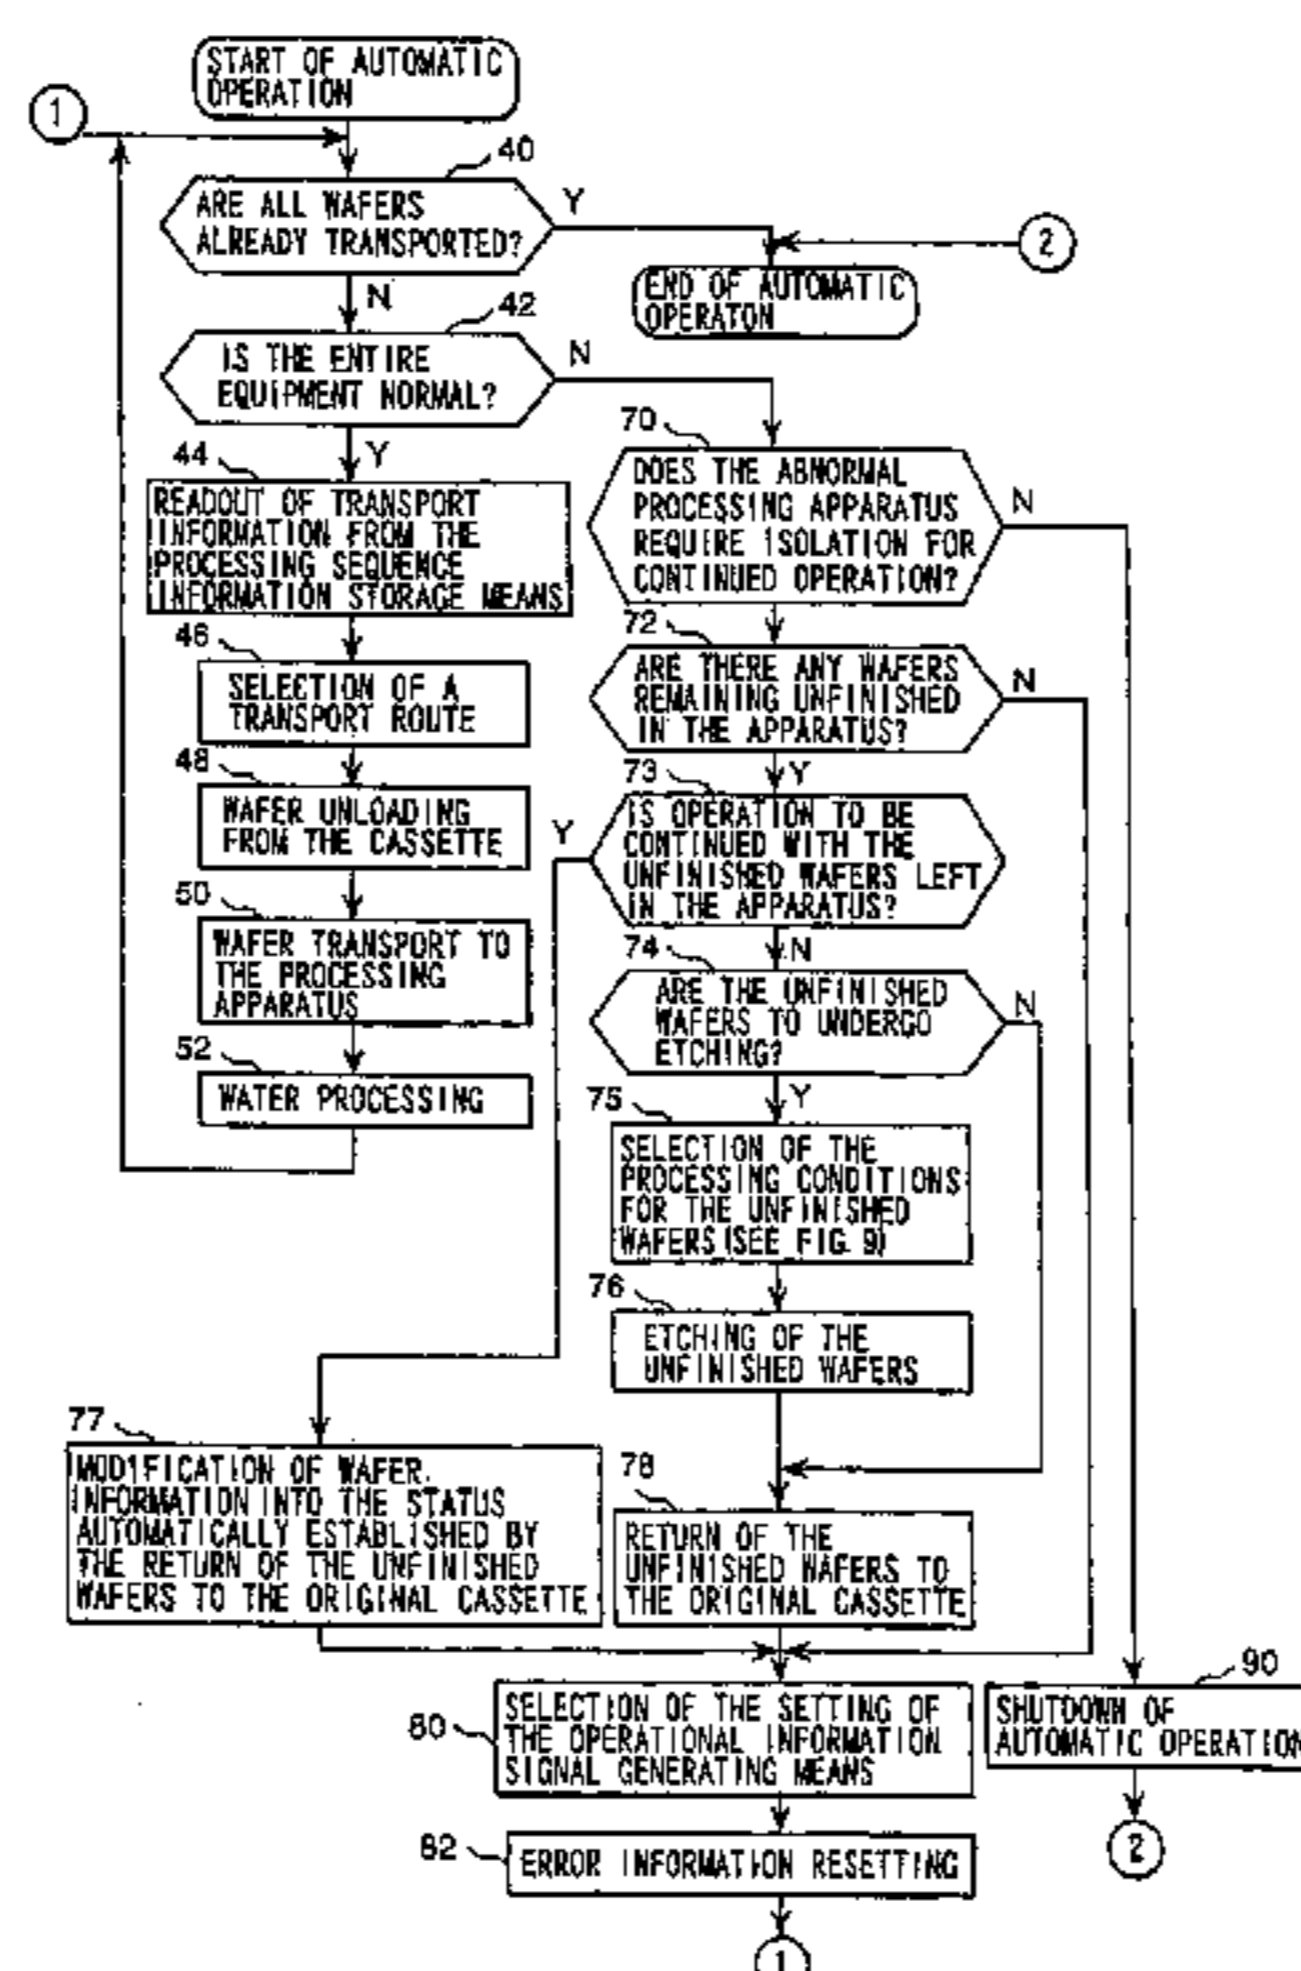 START OF AUTOMATIC
OPERATION
1
40
ARE ALL WAFERS
ALREADY TRANSPORTED?
Y
2
END OF AUTOMATIC
OPERATON
N
42
IS THE ENTIRE
EQUIPMENT NORMAL?
N
Y
44
READOUT OF TRANSPORT
INFORMATION FROM THE
PROCESSING SEQUENCE
INFORMATION STORAGE MEANS
46
SELECTION OF A
TRANSPORT ROUTE
48
WAFER UNLOADING
FROM THE CASSETTE
50
WAFER TRANSPORT TO
THE PROCESSING
APPARATUS
52
WATER PROCESSING
70
DOES THE ABNORMAL
PROCESSING APPARATUS
REQUIRE ISOLATION FOR
CONTINUED OPERATION?
N
72
ARE THERE ANY WAFERS
REMAINING UNFINISHED
IN THE APPARATUS?
N
Y
73
IS OPERATION TO BE
CONTINUED WITH THE
UNFINISHED WAFERS LEFT
IN THE APPARATUS?
Y
N
74
ARE THE UNFINISHED
WAFERS TO UNDERGO
ETCHING?
N
Y
75
SELECTION OF THE
PROCESSING CONDITIONS
FOR THE UNFINISHED
WAFERS (SEE FIG. 9)
76
ETCHING OF THE
UNFINISHED WAFERS
77
MODIFICATION OF WAFER
INFORMATION INTO THE STATUS
AUTOMATICALLY ESTABLISHED BY
THE RETURN OF THE UNFINISHED
WAFERS TO THE ORIGINAL CASSETTE
78
RETURN OF THE
UNFINISHED WAFERS TO
THE ORIGINAL CASSETTE
80
SELECTION OF THE SETTING OF
THE OPERATIONAL INFORMATION
SIGNAL GENERATING MEANS
90
SHUTDOWN OF
AUTOMATIC OPERATION
82
ERROR INFORMATION RESETTING
2
1